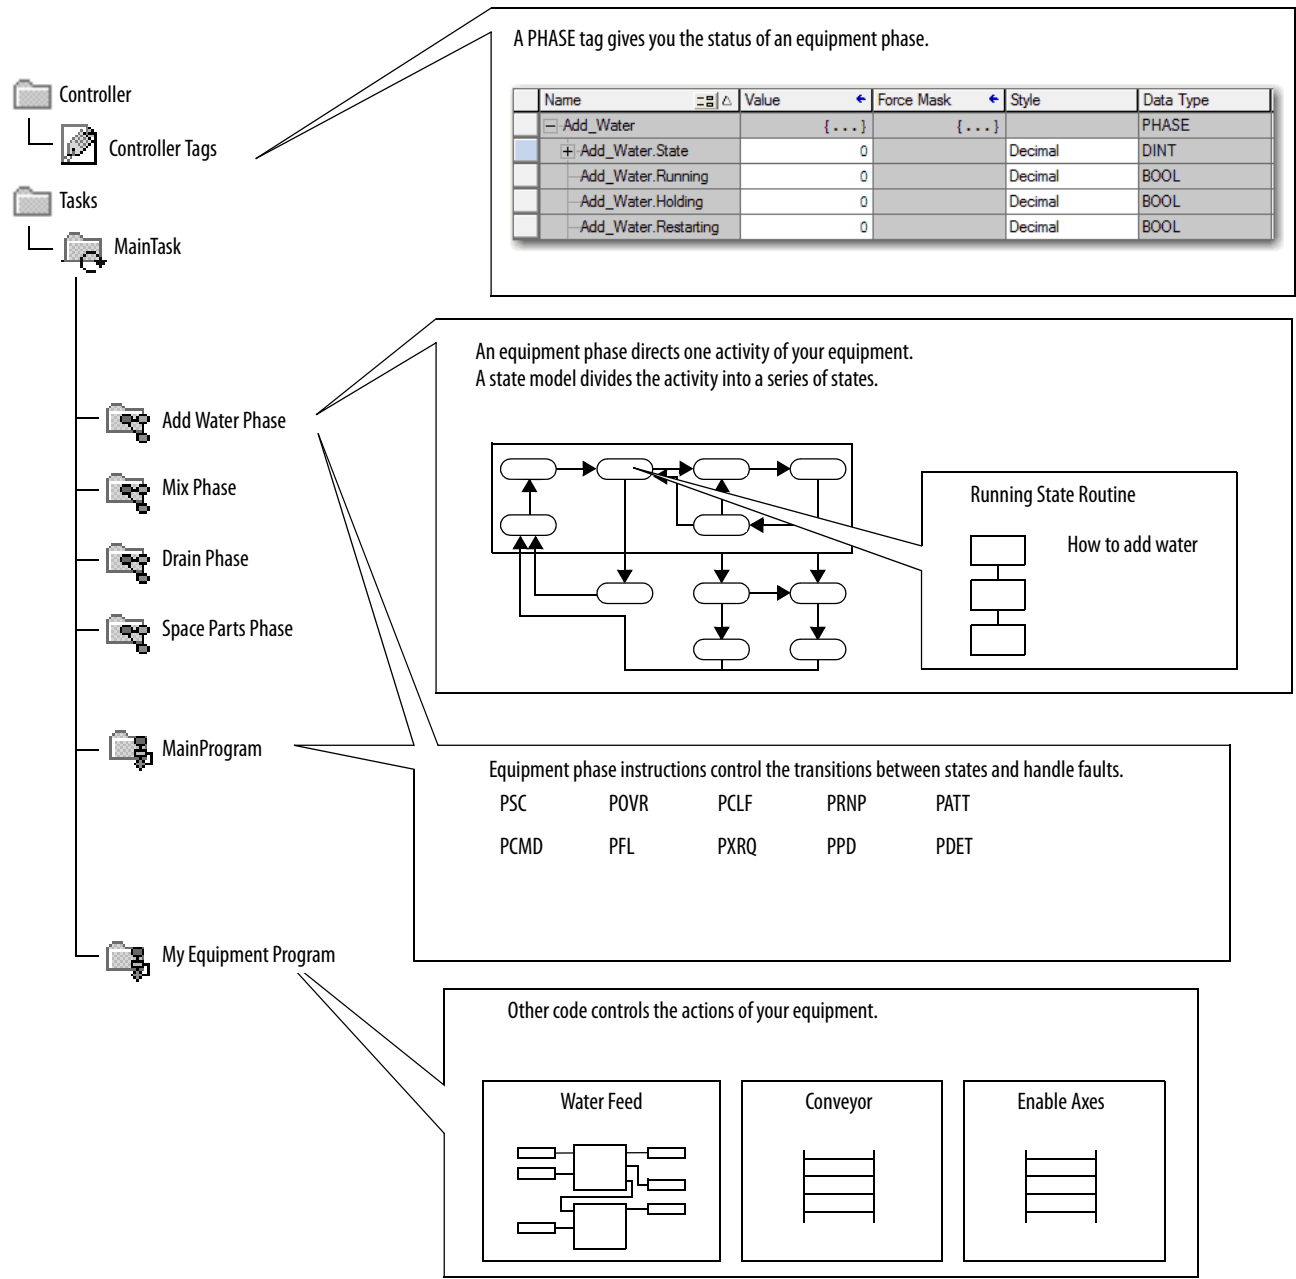 A PHASE tag gives you the status of an equipment phase.
Name Value Force Mask Style Data Type
Add_Water {...} {...} PHASE
Add_Water.State 0 Decimal DINT
Add_Water.Running 0 Decimal BOOL
Add_Water.Holding 0 Decimal BOOL
Add_Water.Restarting 0 Decimal BOOL
Controller
Controller Tags
Tasks
MainTask
An equipment phase directs one activity of your equipment.
A state model divides the activity into a series of states.
Running State Routine
How to add water
Add Water Phase
Mix Phase
Drain Phase
Space Parts Phase
MainProgram
Equipment phase instructions control the transitions between states and handle faults.
PSC POVR PCLF PRNP PATT
PCMD PFL PXRQ PPD PDET
My Equipment Program
Other code controls the actions of your equipment.
Water Feed
Conveyor
Enable Axes